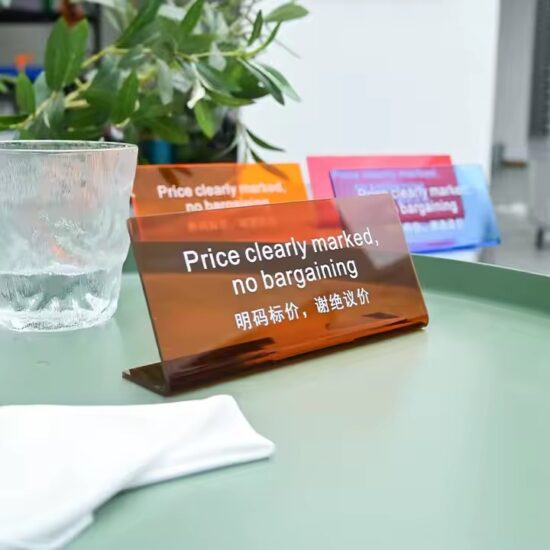 Price clearly marked,
no bargaining
明码标价，谢绝议价
Price clearly marked,
no bargaining
Price clearly marked,
bargaining